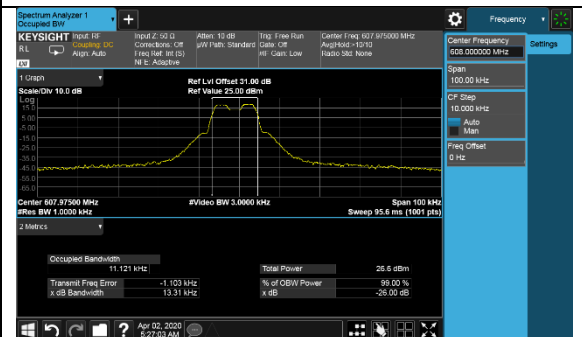 Spectrum Analyzer 1
Occupied BW
Frequency
KEYSIGHT Input: RF
RL
Coupling: DC
Align: Auto
Input Z: 50 Ω
Corrections: Off
Freq Ref: Int (S)
NFE: Adaptive
Atten: 10 dB
µW Path: Standard
Trig: Free Run
Gate: Off
#IF Gain: Low
Center Freq: 607.975000 MHz
Avg|Hold:>10/10
Radio Std: None
Center Frequency
608.000000 MHz
Settings
Span
100.00 kHz
CF Step
10.000 kHz
Auto
Man
Freq Offset
0 Hz
1 Graph
Scale/Div 10.0 dB
Ref Lvl Offset 31.00 dB
Ref Value 25.00 dBm
Log
15.0
5.00
-5.00
-15.0
-25.0
-35.0
-45.0
-55.0
-65.0
Center 607.97500 MHz
#Res BW 1.0000 kHz
#Video BW 3.0000 kHz
Span 100 kHz
Sweep 95.6 ms (1001 pts)
2 Metrics
Occupied Bandwidth
11.121 kHz
Total Power 26.6 dBm
Transmit Freq Error -1.103 kHz
% of OBW Power 99.00 %
x dB Bandwidth 13.31 kHz
x dB -26.00 dB
Apr 02, 2020
5:27:03 AM